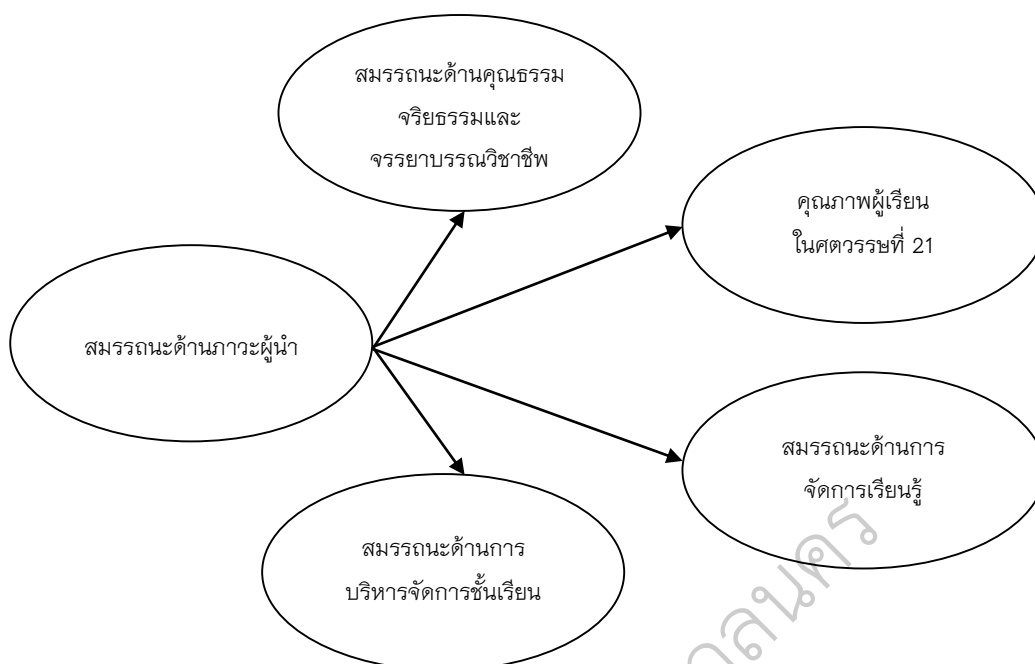 สมรรถนะด้านคุณธรรม
จริยธรรมและ
จรรยาบรรณวิชาชีพ
คุณภาพผู้เรียน
ในศตวรรษที่ 21
สมรรถนะด้านภาวะผู้นำ
สมรรถนะด้านการ
จัดการเรียนรู้
สมรรถนะด้านการ
บริหารจัดการชั้นเรียน